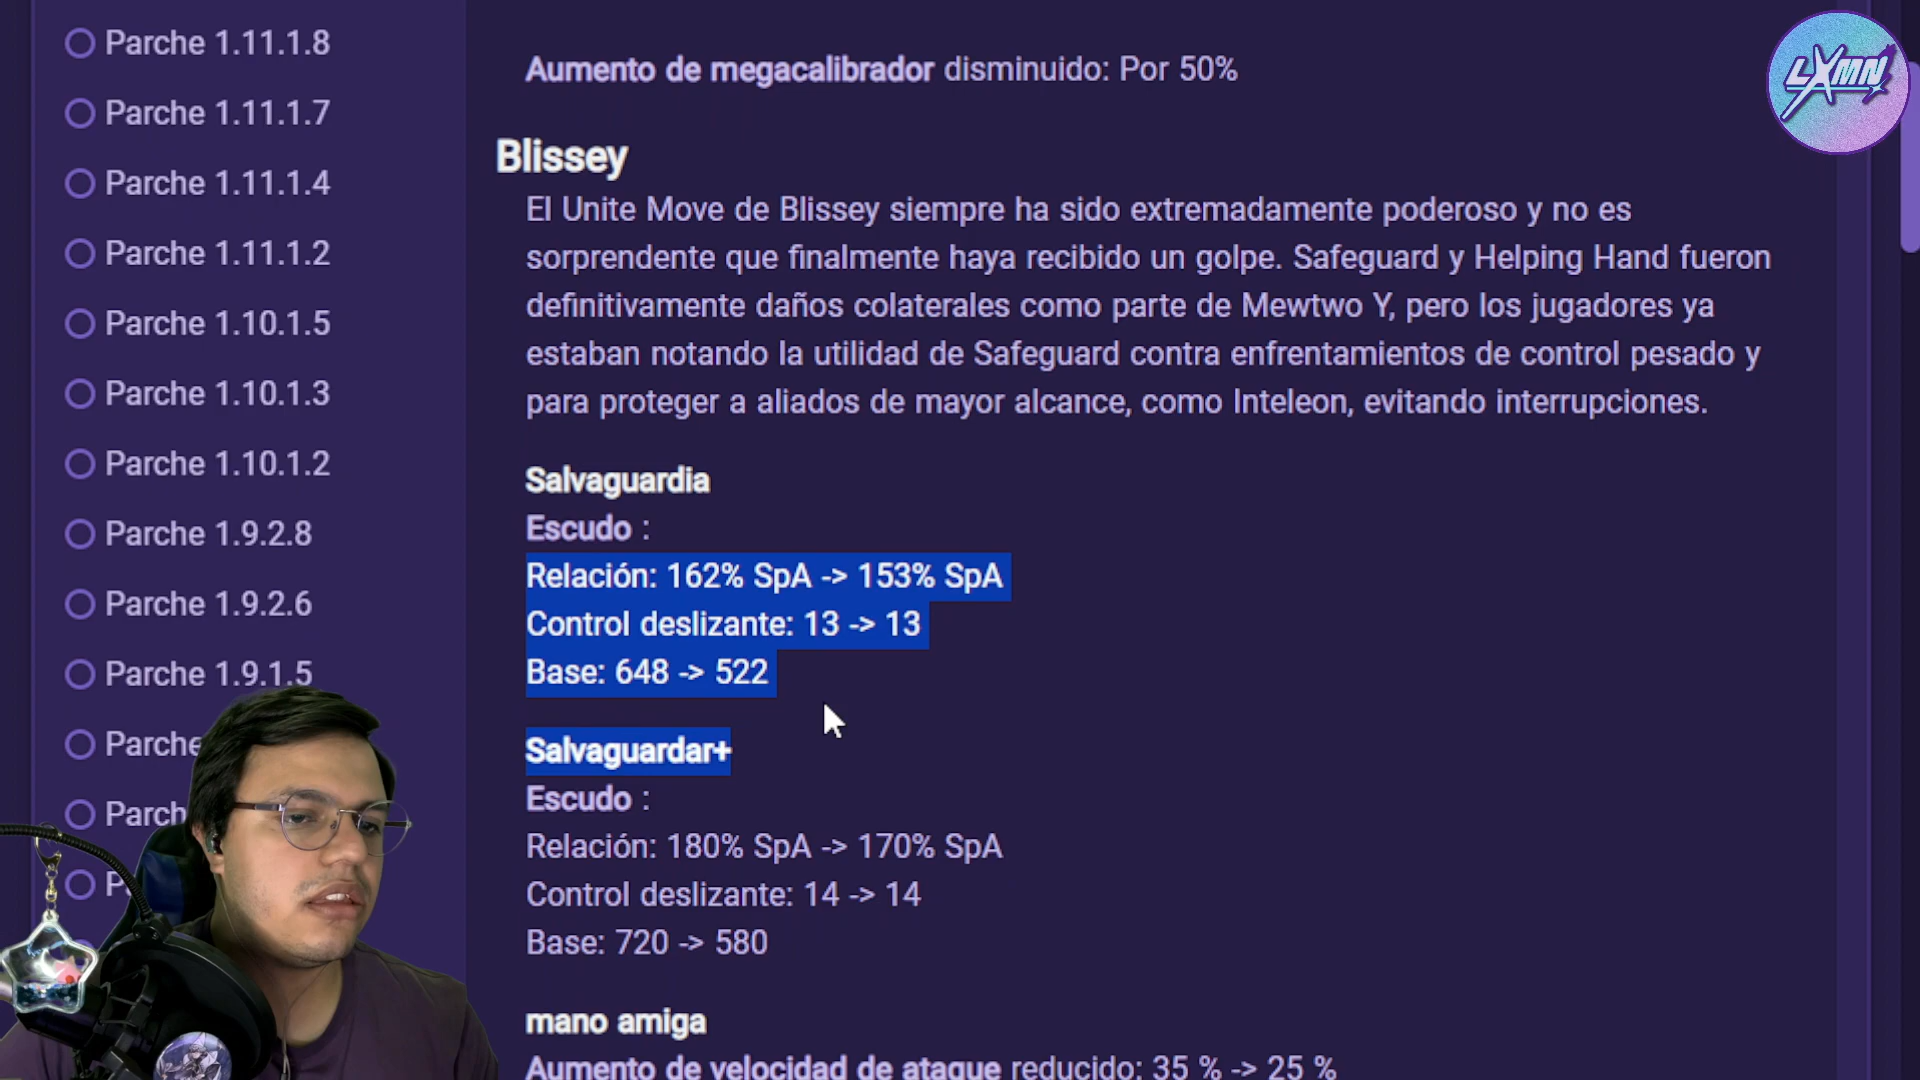 Parche 1.11.1.8
Parche 1.11.1.7
Parche 1.11.1.4
Parche 1.11.1.2
Parche 1.10.1.5
Parche 1.10.1.3
Parche 1.10.1.2
Parche 1.9.2.8
Parche 1.9.2.6
Parche 1.9.1.5
Parche
Aumento de megacalibrador disminuido: Por 50%
Blissey
El Unite Move de Blissey siempre ha sido extremadamente poderoso y no es
sorprendente que finalmente haya recibido un golpe. Safeguard y Helping Hand fueron
definitivamente daños colaterales como parte de Mewtwo Y, pero los jugadores ya
estaban notando la utilidad de Safeguard contra enfrentamientos de control pesado y
para proteger a aliados de mayor alcance, como Inteleon, evitando interrupciones.
Salvaguardia
Escudo :
Relación: 162% SpA -> 153% SpA
Control deslizante: 13 -> 13
Base: 648 -> 522
Salvaguardar+
Escudo :
Relación: 180% SpA -> 170% SpA
Control deslizante: 14 -> 14
Base: 720 -> 580
mano amiga
Aumento de velocidad de ataque reducido: 35 % -> 25 %
LXMN